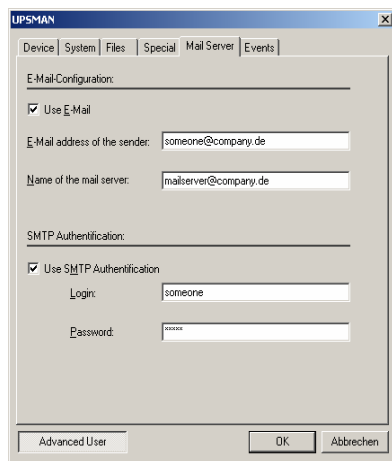 UPSMAN
Device System Files Special Mail Server Events
E-Mail-Configuration:
Use E-Mail
E-Mail address of the sender: someone@company.de
Name of the mail server: mailserver@company.de
SMTP Authentification:
Use SMTP Authentification
Login: someone
Password: xxxxx
Advanced User OK Abbrechen